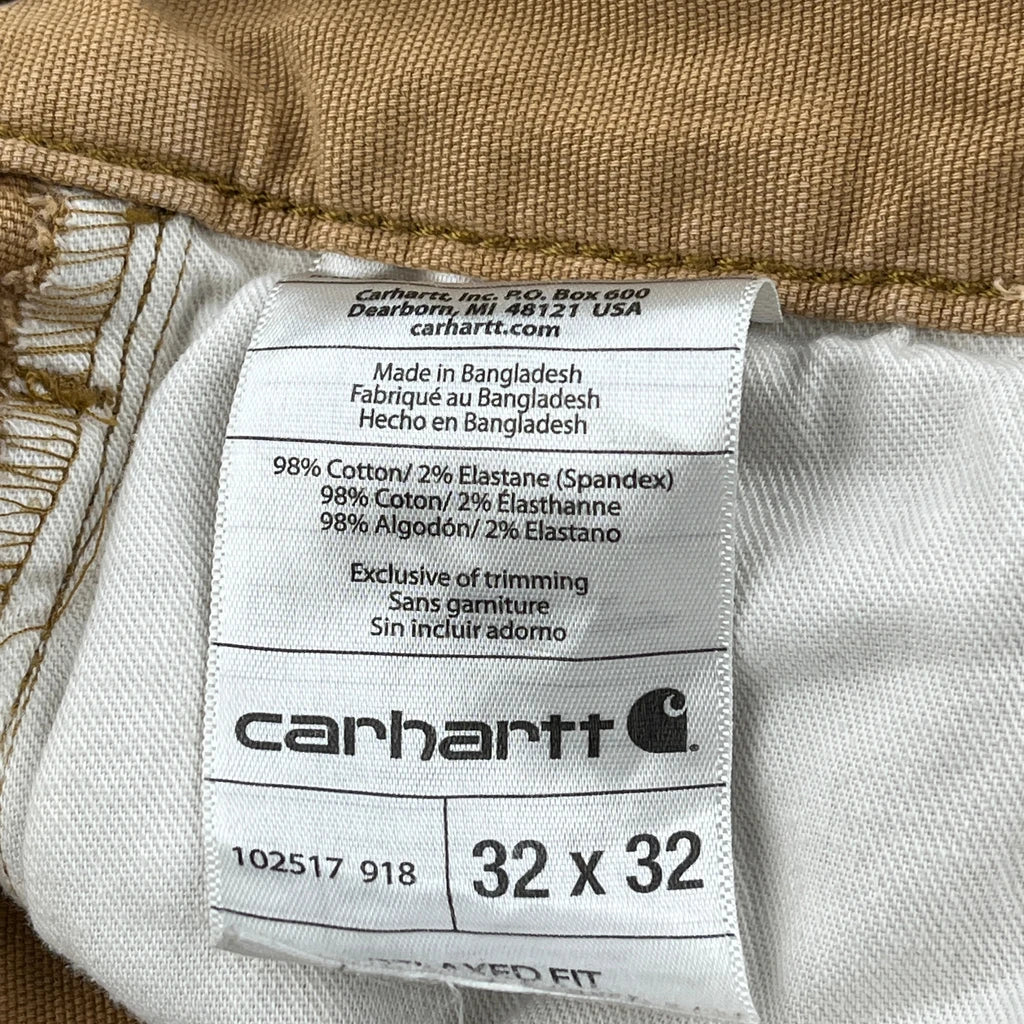 Carhartt, Inc. P.O. Box 600
Dearborn, MI 48121 USA
carhartt.com
Made in Bangladesh
Fabriqué au Bangladesh
Hecho en Bangladesh
98% Cotton/ 2% Elastane (Spandex)
98% Coton/ 2% Élasthanne
98% Algodón/ 2% Elastano
Exclusive of trimming
Sans garniture
Sin incluir adorno
carhartt
102517 918
32 x 32
RELAXED FIT